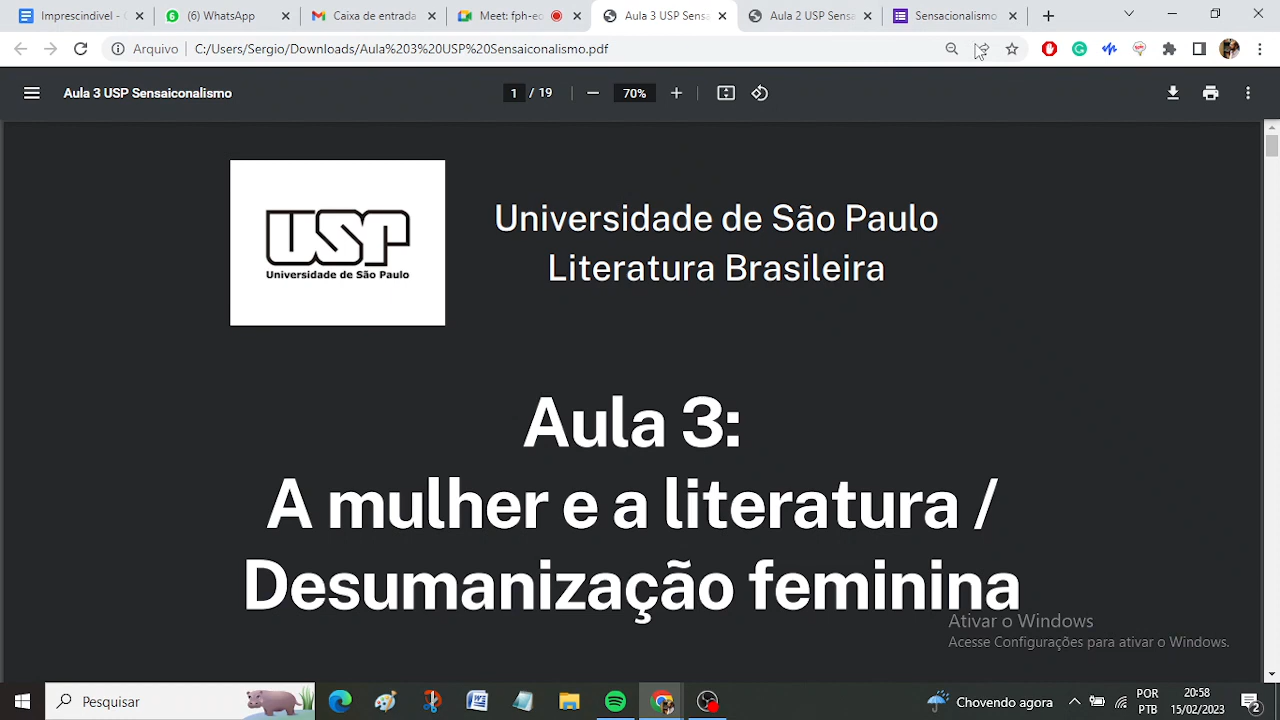 Imprescindível - G
(6) WhatsApp
Caixa de entrada
Meet: fph-eo
Aula 3 USP Sens
Aula 2 USP Sensa
Sensacionalismo
Arquivo
C:/Users/Sergio/Downloads/Aula%203%20USP%20Sensaiconalismo.pdf
Aula 3 USP Sensaiconalismo
1 / 19
70%
USP
Universidade de São Paulo
Universidade de São Paulo
Literatura Brasileira
Aula 3:
A mulher e a literatura /
Desumanização feminina
Ativar o Windows
Acesse Configurações para ativar o Windows.
Pesquisar
Chovendo agora
POR
PTB
20:58
15/02/2023
2